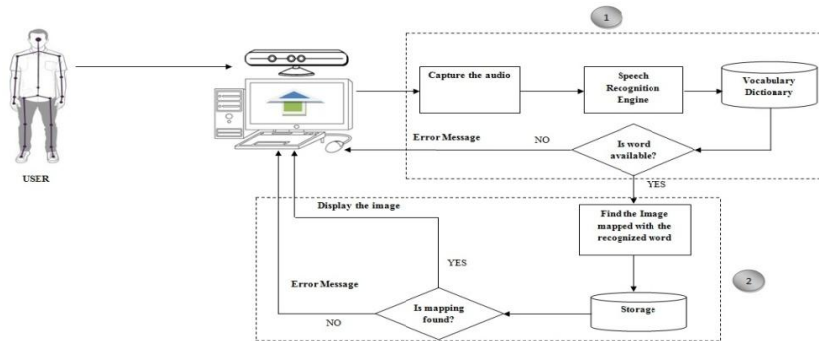 1
Capture the audio
Speech
Recognition
Engine
Vocabulary
Dictionary
Error Message
NO
Is word
available?
USER
YES
Display the image
Find the Image
mapped with the
recognized word
YES
2
Error Message
Is mapping
found?
Storage
NO